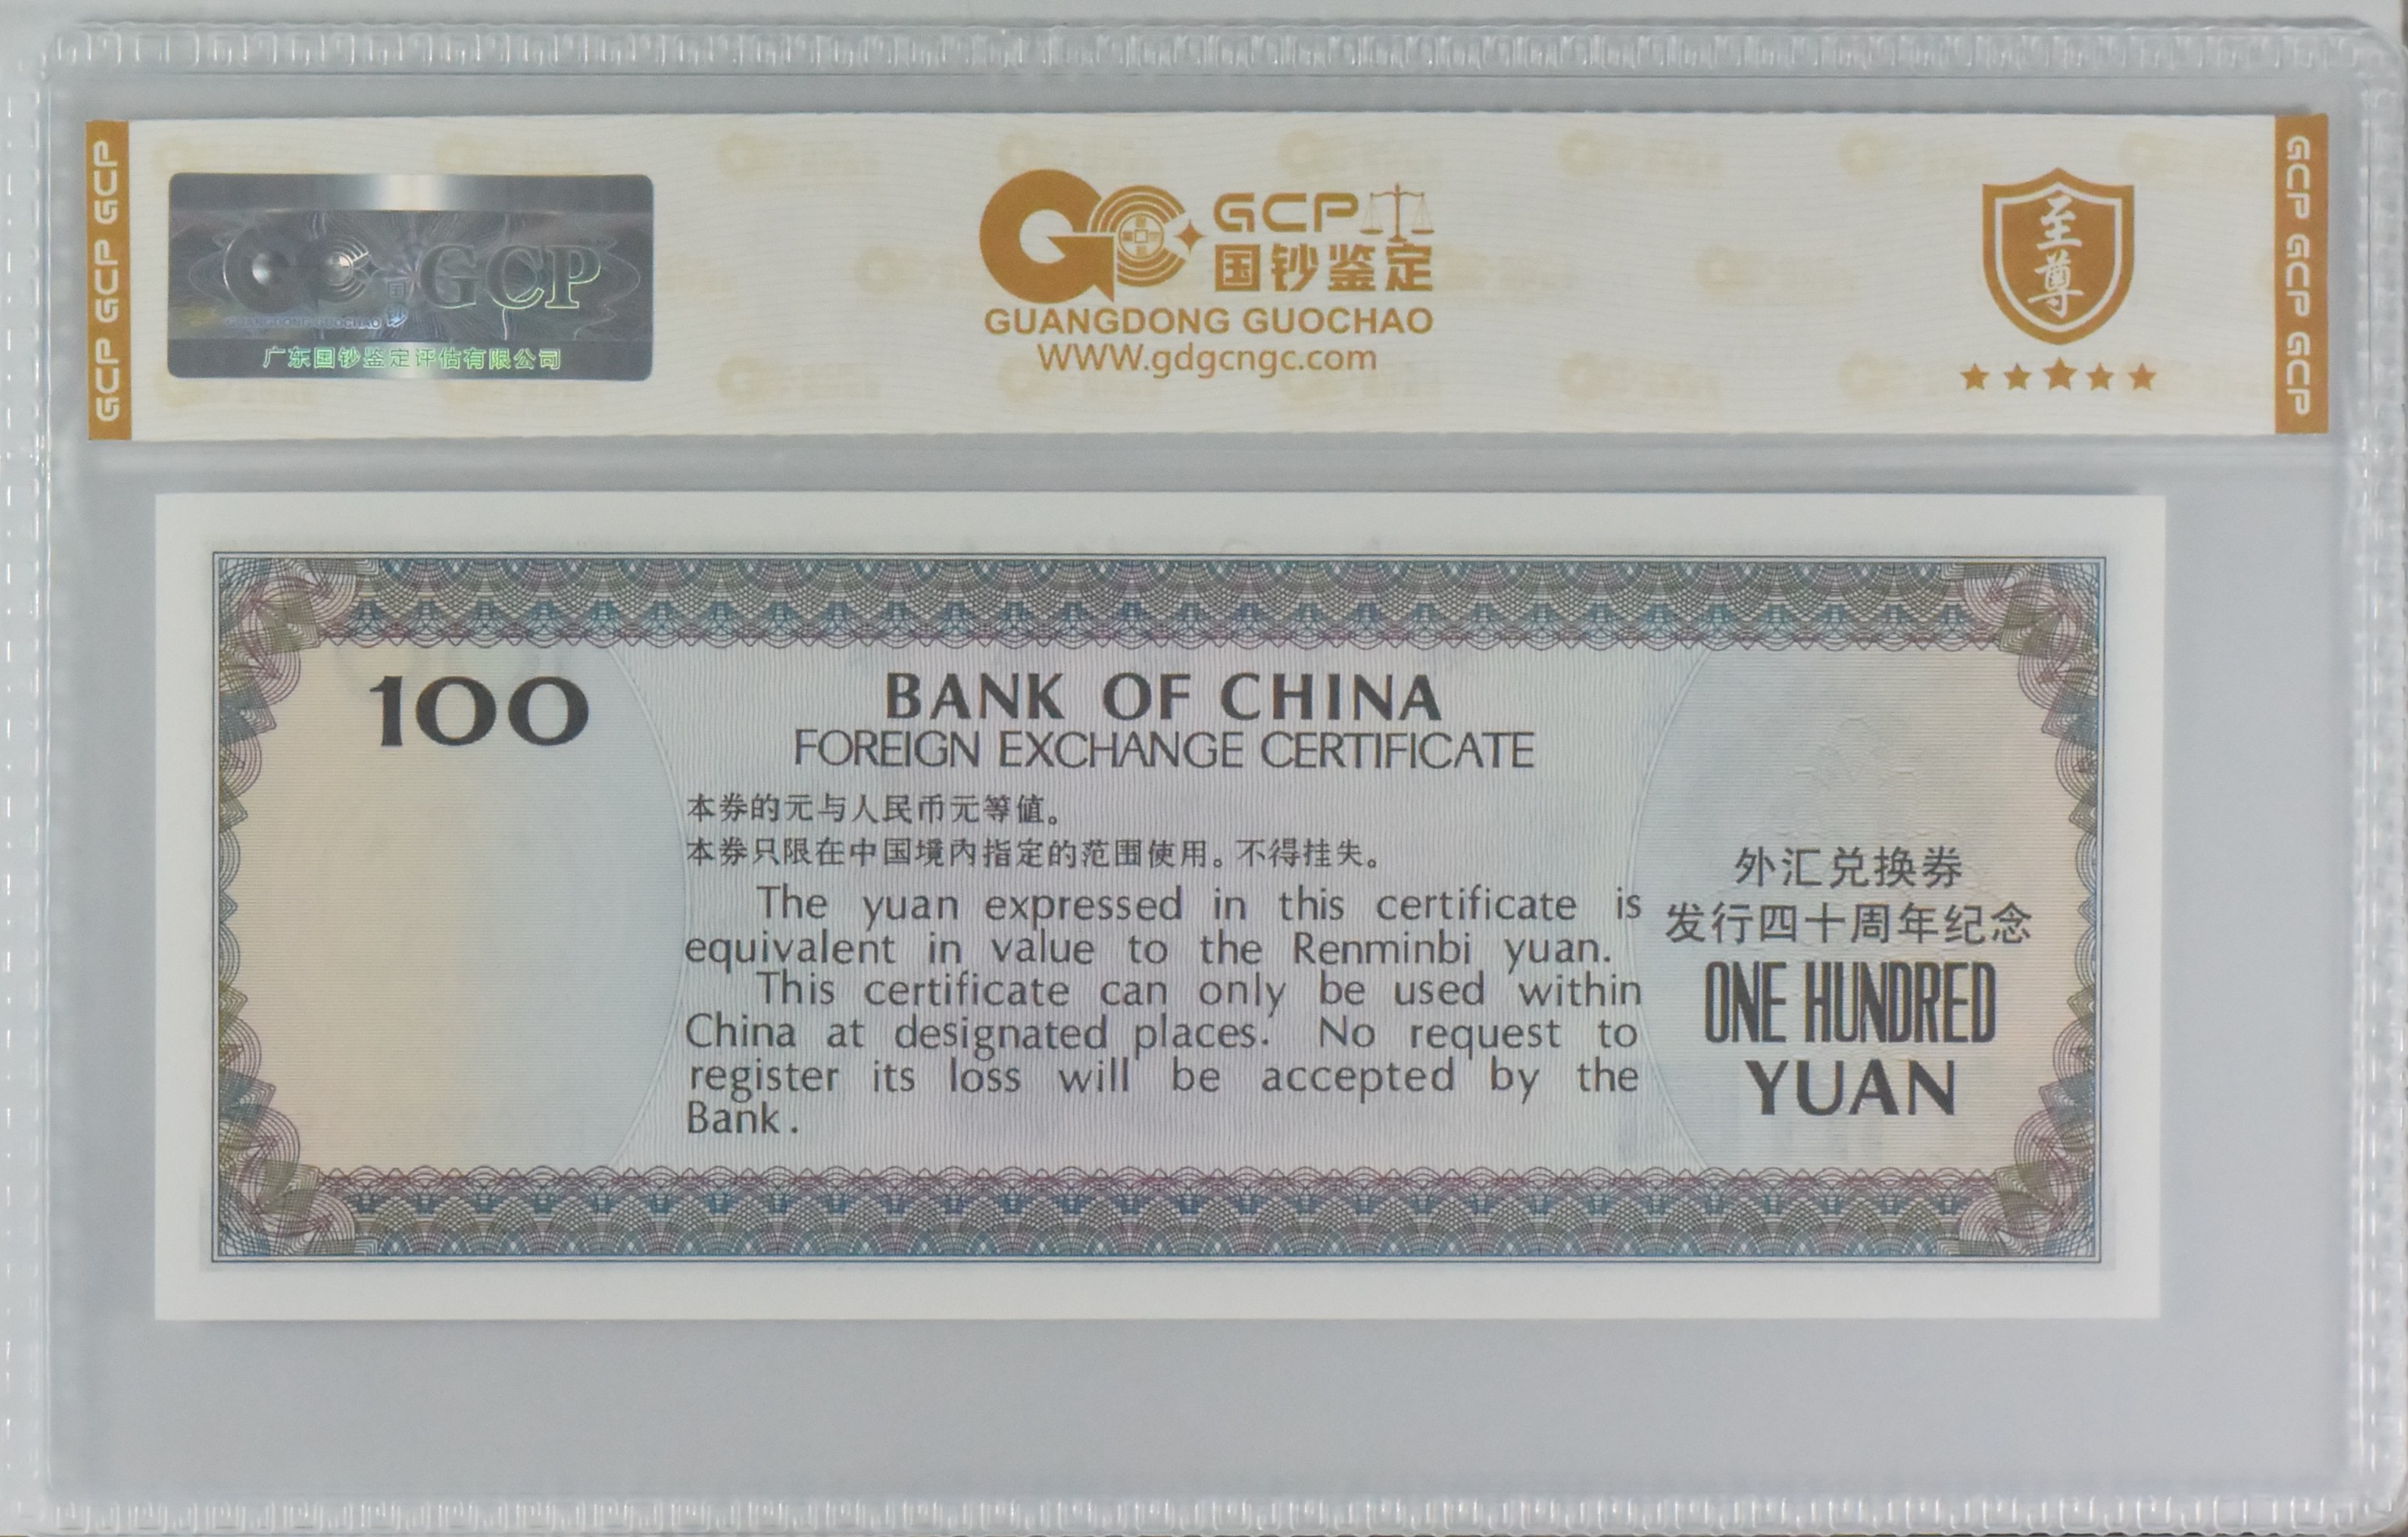 GCP GCP GCP
GCP
国钞
GUANGDONG GUOCHAO
广东国钞鉴定评估有限公司
GCP
国钞鉴定
GUANGDONG GUOCHAO
WWW.gdgcngc.com
至尊
GCP GCP GCP
100
BANK OF CHINA
FOREIGN EXCHANGE CERTIFICATE
本券的元与人民币元等值。
本券只限在中国境内指定的范围使用。不得挂失。
The yuan expressed in this certificate is
equivalent in value to the Renminbi yuan.
This certificate can only be used within
China at designated places. No request to
register its loss will be accepted by the
Bank.
外汇兑换券
发行四十周年纪念
ONE HUNDRED
YUAN